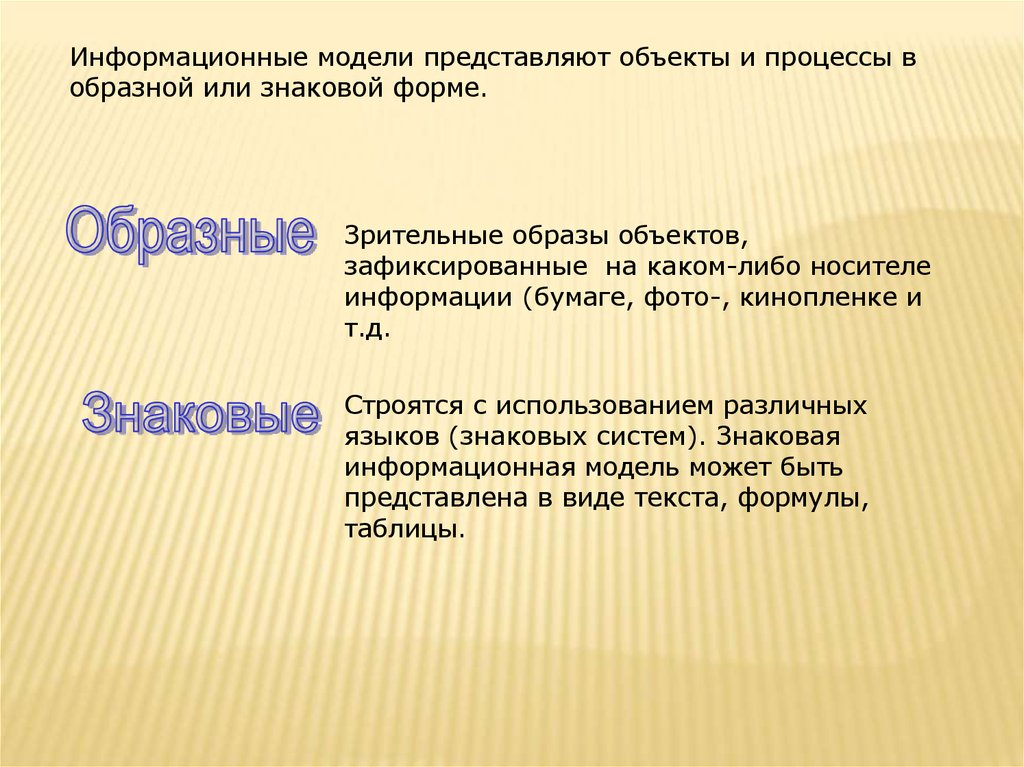 Информационные модели представляют объекты и процессы в
образной или знаковой форме.
Образные
Зрительные образы объектов,
зафиксированные на каком-либо носителе
информации (бумаге, фото-, кинопленке и
т.д.
Знаковые
Строятся с использованием различных
языков (знаковых систем). Знаковая
информационная модель может быть
представлена в виде текста, формулы,
таблицы.